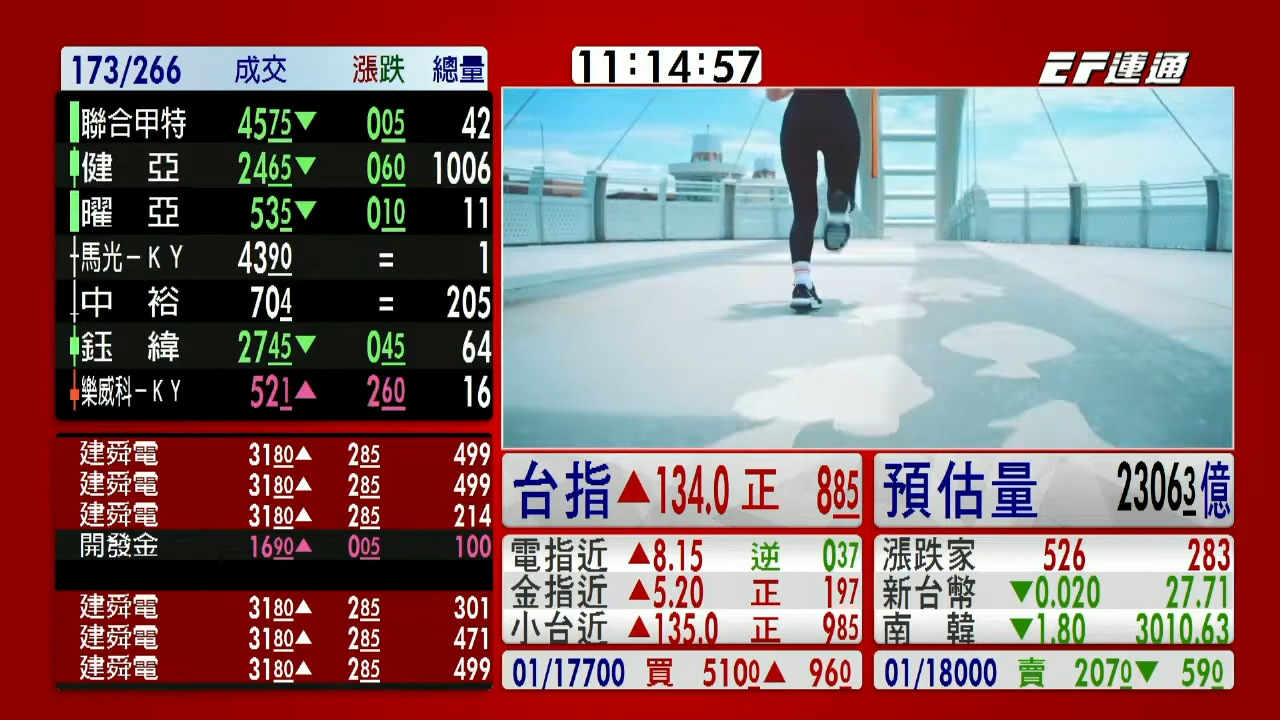 173/266 成交 漲跌 總量
11:14:57
EF運通
聯合甲特 4575▼ 005 42
健亞 2465▼ 060 1006
曜亞 535▼ 010 11
馬光-KY 4390 = 1
中裕 704 = 205
鈺緯 2745▼ 045 64
樂威科-KY 521▲ 260 16
建舜電 3180▲ 285 499
建舜電 3180▲ 285 499
建舜電 3180▲ 285 214
開發金 1690▲ 005 100
建舜電 3180▲ 285 301
建舜電 3180▲ 285 471
建舜電 3180▲ 285 499
台指▲134.0 正 885
電指近 ▲8.15 逆 037
金指近 ▲5.20 正 197
小台近 ▲135.0 正 985
01/17700 買 5100▲ 960
預估量 23063億
漲跌家 526 283
新台幣 ▼0.020 27.71
南韓 ▼1.80 3010.63
01/18000 賣 2070▼ 590